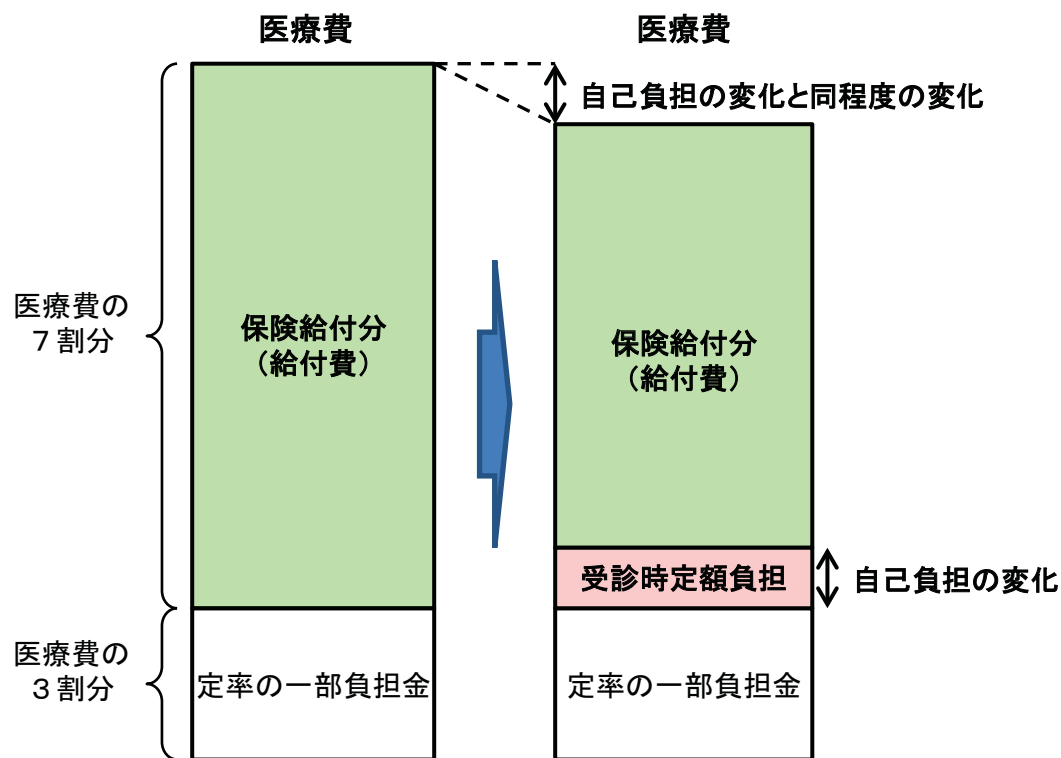 医療費
医療費
自己負担の変化と同程度の変化
医療費の
７割分
保険給付分
（給付費）
保険給付分
（給付費）
受診時定額負担
自己負担の変化
医療費の
３割分
定率の一部負担金
定率の一部負担金